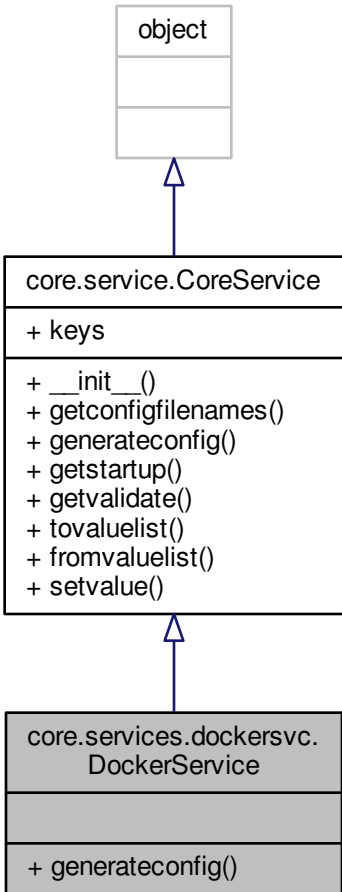 object
core.service.CoreService
+ keys
+ __init__()
+ getconfigfilenames()
+ generateconfig()
+ getstartup()
+ getvalidate()
+ tovaluelist()
+ fromvaluelist()
+ setvalue()
core.services.dockersvc.
DockerService
+ generateconfig()